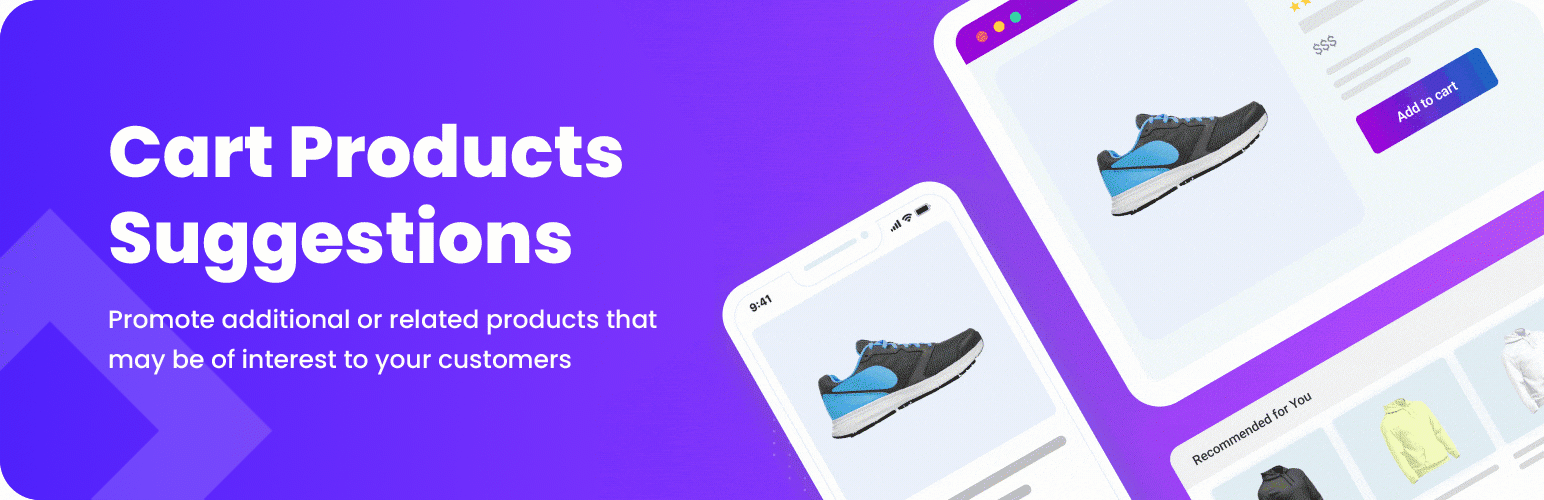 Cart Products
Suggestions
Promote additional or related products that
may be of interest to your customers
9:41
$$$
Add to cart
Recommended for You